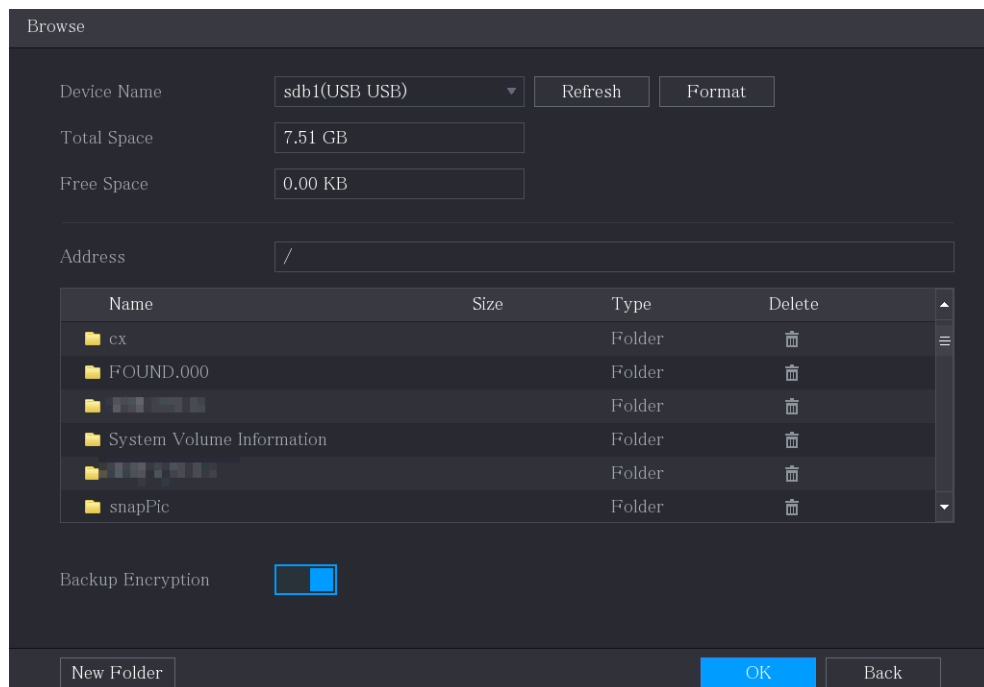 Browse
Device Name sdb1(USB USB) Refresh Format
Total Space 7.51 GB
Free Space 0.00 KB
Address /
Name Size Type Delete
cx Folder
FOUND.000 Folder
Folder
System Volume Information Folder
Folder
snapPic Folder
Backup Encryption
New Folder OK Back